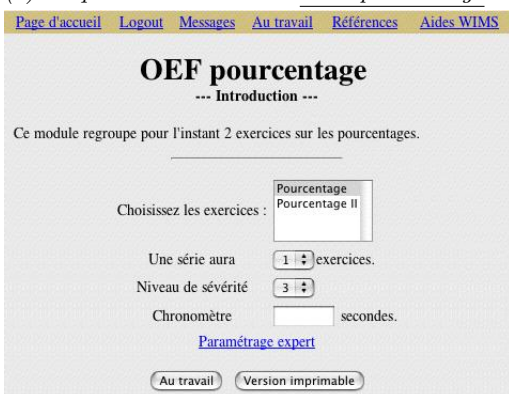 Page d'accueil Logout Messages Au travail Références Aides WIMS
OEF pourcentage
--- Introduction ---
Ce module regroupe pour l'instant 2 exercices sur les pourcentages.
Pourcentage
Choisissez les exercices : Pourcentage II
Une série aura 1 exercices.
Niveau de sévérité 3
Chronomètre secondes.
Paramétrage expert
Au travail Version imprimable